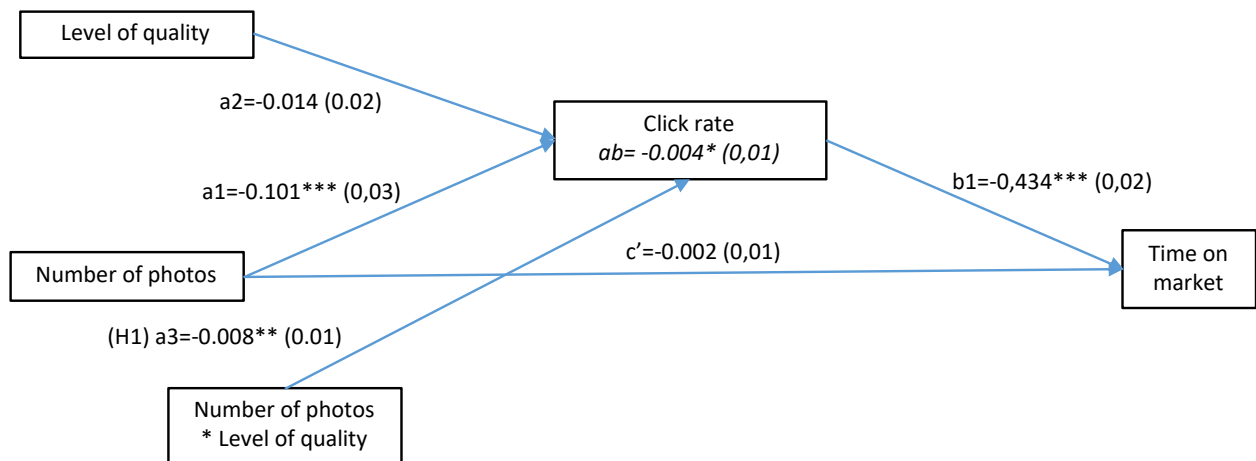 Level of quality
a2=-0.014 (0.02)
Click rate
ab= -0.004* (0,01)
a1=-0.101*** (0,03)
b1=-0,434*** (0,02)
c’=-0.002 (0,01)
Number of photos
Time on
market
(H1) a3=-0.008** (0.01)
Number of photos
* Level of quality